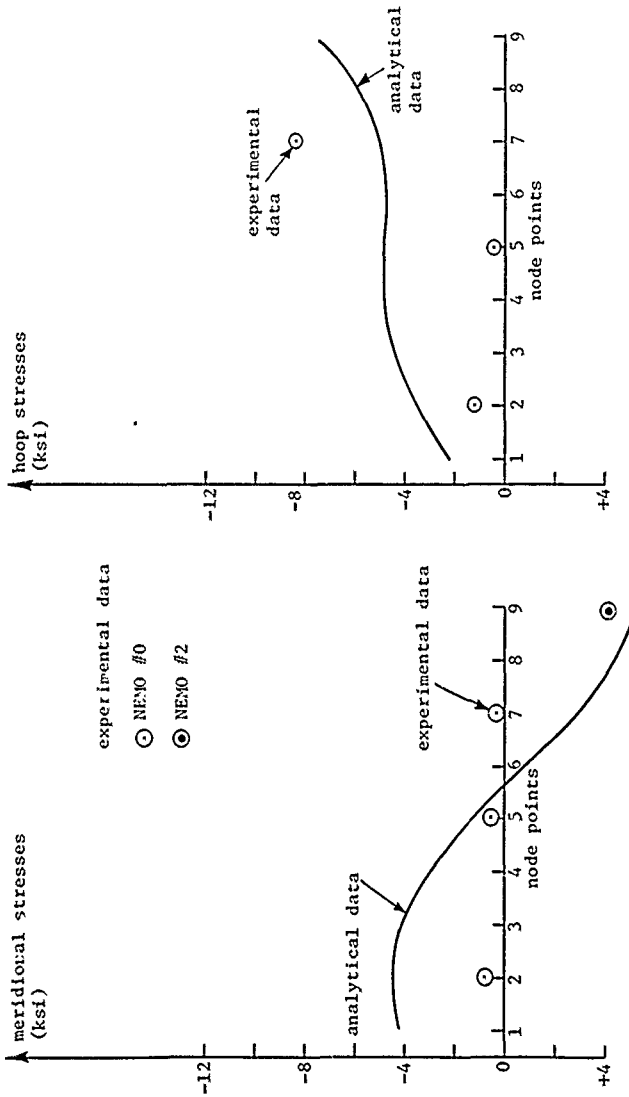 meridional stresses
(ksi)
-12
-8
-4
0
+4
1 2 3 4 5 6 7 8 9
node points
analytical data
experimental data
experimental data
NEMO #0
NEMO #2
hoop stresses
(ksi)
-12
-8
-4
0
+4
1 2 3 4 5 6 7 8 9
node points
experimental
data
analytical
data